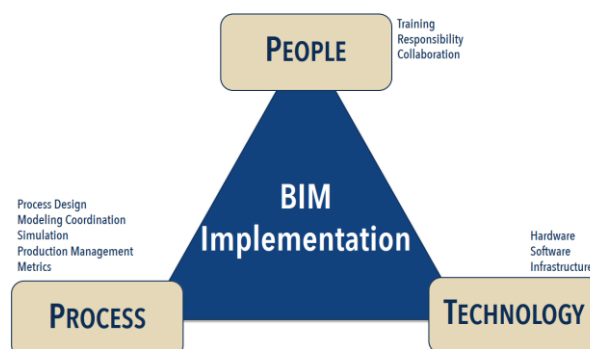 PEOPLE
Training
Responsibility
Collaboration
BIM
Implementation
Process Design
Modeling Coordination
Simulation
Production Management
Metrics
PROCESS
Hardware
Software
Infrastructure
TECHNOLOGY